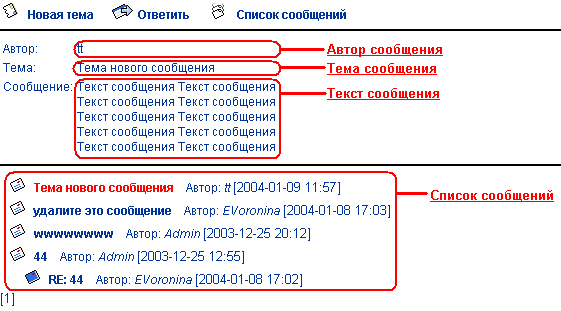 Новая тема Ответить Список сообщений
Автор: tt Автор сообщения
Тема: Тема нового сообщения Тема сообщения
Сообщение: Текст сообщения Текст сообщения Текст сообщения
Текст сообщения Текст сообщения
Текст сообщения Текст сообщения
Текст сообщения Текст сообщения
Текст сообщения Текст сообщения
Тема нового сообщения Автор: tt [2004-01-09 11:57] Список сообщений
удалите это сообщение Автор: EVoronina [2004-01-08 17:03]
wwwwwwww Автор: Admin [2003-12-25 20:12]
44 Автор: Admin [2003-12-25 12:55]
RE: 44 Автор: EVoronina [2004-01-08 17:02]
[1]